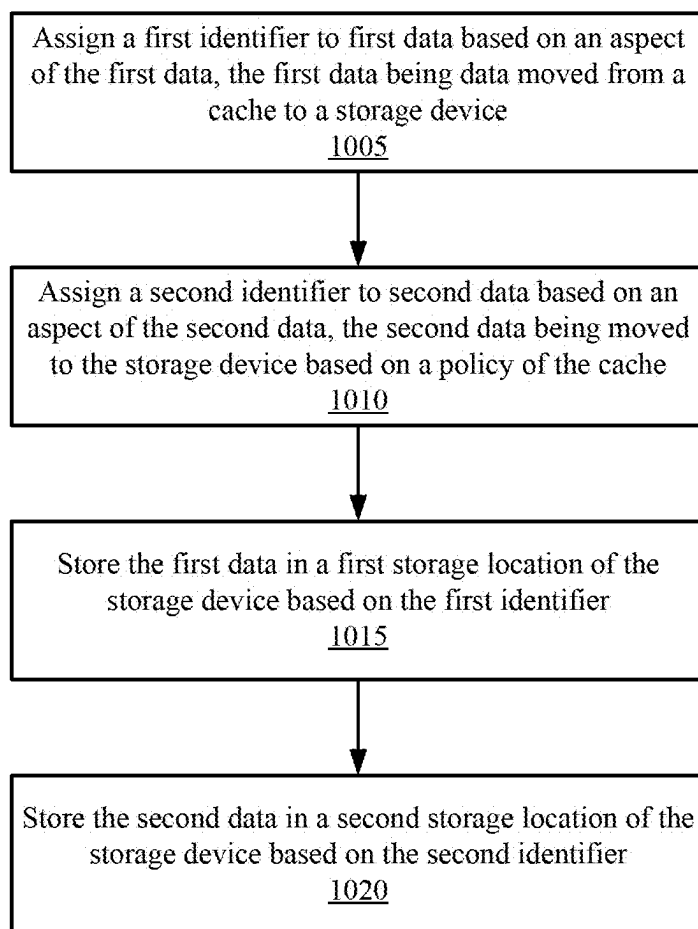 Assign a first identifier to first data based on an aspect
of the first data, the first data being data moved from a
cache to a storage device
1005
Assign a second identifier to second data based on an
aspect of the second data, the second data being moved
to the storage device based on a policy of the cache
1010
Store the first data in a first storage location of the
storage device based on the first identifier
1015
Store the second data in a second storage location of the
storage device based on the second identifier
1020